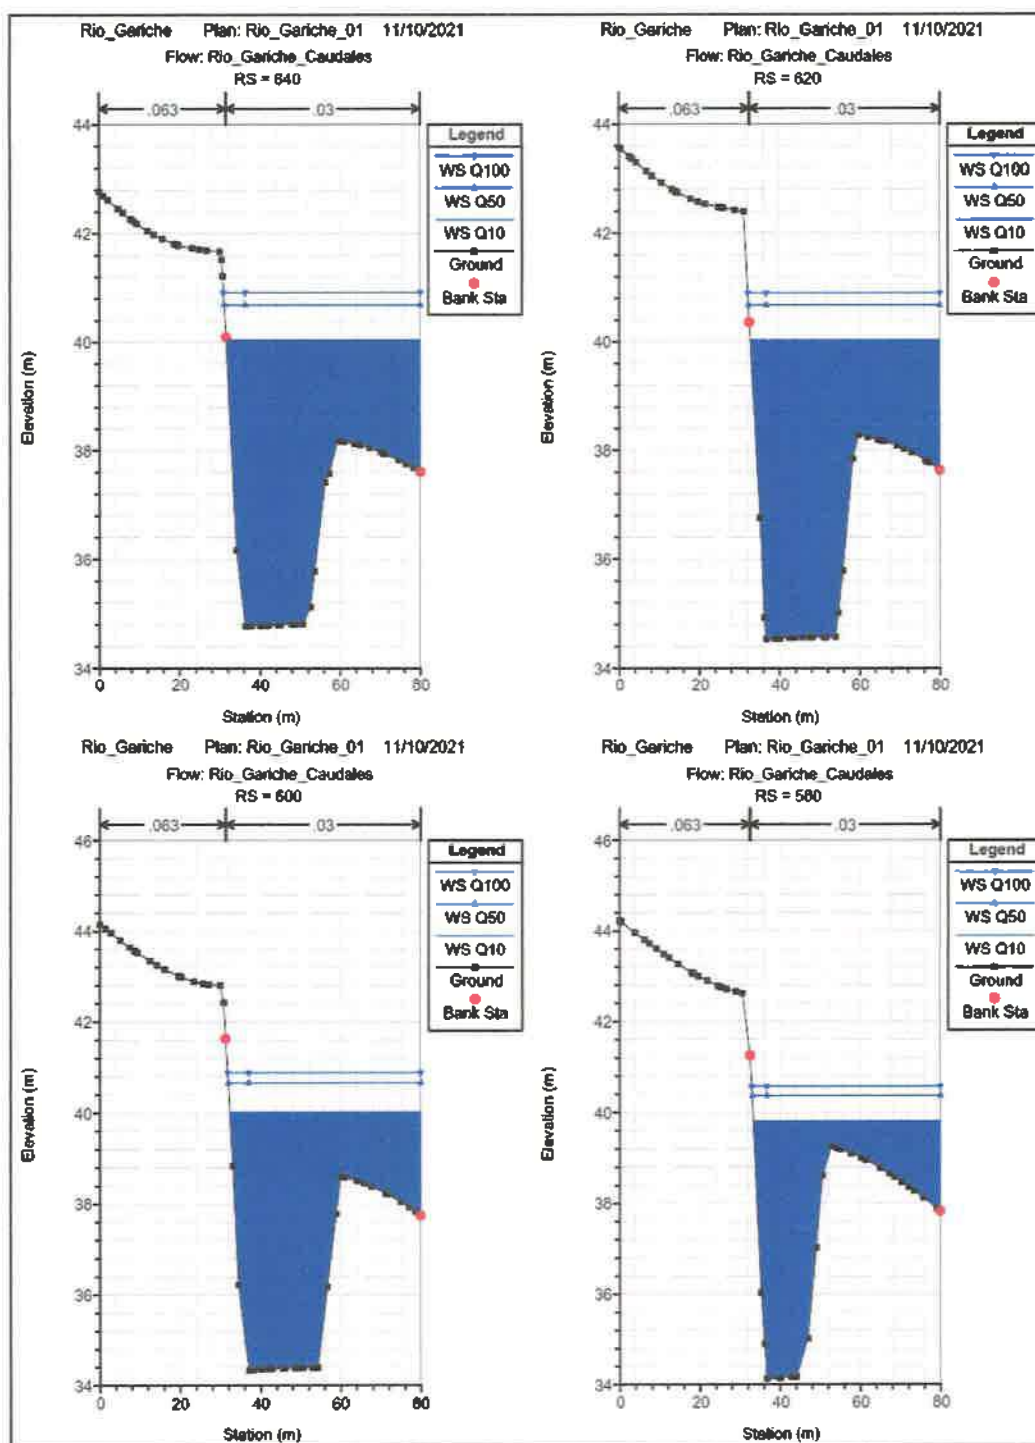 Rio_Gariche Plan: Rio_Gariche_01 11/10/2021
Flow: Rio_Gariche_Caudales
RS = 640
.063 .03
Legend
WS Q100
WS Q50
WS Q10
Ground
Bank Sta
44
42
40
38
36
34
Elevation (m)
0 20 40 60 80
Station (m)
Rio_Gariche Plan: Rio_Gariche_01 11/10/2021
Flow: Rio_Gariche_Caudales
RS = 620
.063 .03
Legend
WS Q100
WS Q50
WS Q10
Ground
Bank Sta
44
42
40
38
36
34
Elevation (m)
0 20 40 60 80
Station (m)
Rio_Gariche Plan: Rio_Gariche_01 11/10/2021
Flow: Rio_Gariche_Caudales
RS = 600
.063 .03
Legend
WS Q100
WS Q50
WS Q10
Ground
Bank Sta
46
44
42
40
38
36
34
Elevation (m)
0 20 40 60 80
Station (m)
Rio_Gariche Plan: Rio_Gariche_01 11/10/2021
Flow: Rio_Gariche_Caudales
RS = 580
.063 .03
Legend
WS Q100
WS Q50
WS Q10
Ground
Bank Sta
46
44
42
40
38
36
34
Elevation (m)
0 20 40 60 80
Station (m)